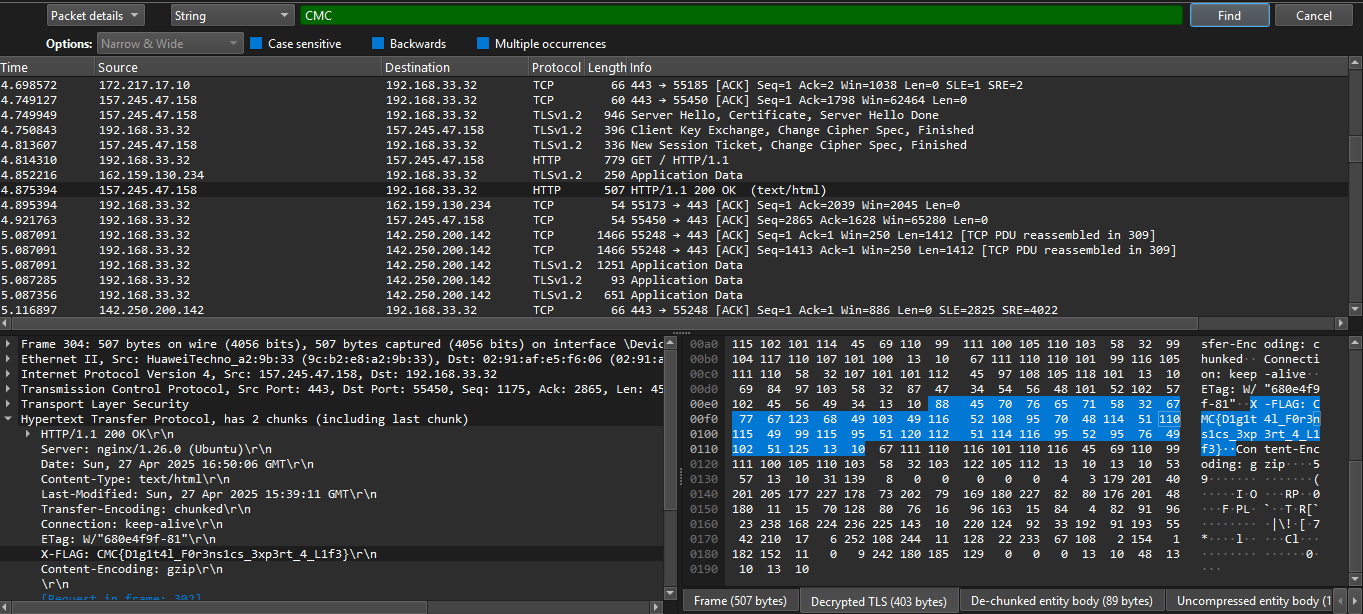 Packet details String CMC Find Cancel
Options: Narrow & Wide Case sensitive Backwards Multiple occurrences
Time Source Destination Protocol Length Info
4.698572 172.217.17.10 192.168.33.32 TCP 66 443 → 55185 [ACK] Seq=1 Ack=2 Win=1038 Len=0 SLE=1 SRE=2
4.749127 157.245.47.158 192.168.33.32 TCP 60 443 → 55450 [ACK] Seq=1 Ack=1798 Win=62464 Len=0
4.749949 157.245.47.158 192.168.33.32 TLSv1.2 946 Server Hello, Certificate, Server Hello Done
4.750843 192.168.33.32 157.245.47.158 TLSv1.2 396 Client Key Exchange, Change Cipher Spec, Finished
4.813607 157.245.47.158 192.168.33.32 TLSv1.2 336 New Session Ticket, Change Cipher Spec, Finished
4.814310 192.168.33.32 157.245.47.158 HTTP 779 GET / HTTP/1.1
4.852216 162.159.130.234 192.168.33.32 TLSv1.2 250 Application Data
4.875394 157.245.47.158 192.168.33.32 HTTP 507 HTTP/1.1 200 OK (text/html)
4.895394 192.168.33.32 162.159.130.234 TCP 54 55173 → 443 [ACK] Seq=1 Ack=2039 Win=2045 Len=0
4.921763 192.168.33.32 157.245.47.158 TCP 54 55450 → 443 [ACK] Seq=2865 Ack=1628 Win=65280 Len=0
5.087091 192.168.33.32 142.250.200.142 TCP 1466 55248 → 443 [ACK] Seq=1 Ack=1 Win=250 Len=1412 [TCP PDU reassembled in 309]
5.087091 192.168.33.32 142.250.200.142 TCP 1466 55248 → 443 [ACK] Seq=1413 Ack=1 Win=250 Len=1412 [TCP PDU reassembled in 309]
5.087091 192.168.33.32 142.250.200.142 TLSv1.2 1251 Application Data
5.087285 192.168.33.32 142.250.200.142 TLSv1.2 93 Application Data
5.087356 192.168.33.32 142.250.200.142 TLSv1.2 651 Application Data
5.116897 142.250.200.142 192.168.33.32 TCP 66 443 → 55248 [ACK] Seq=1 Ack=1 Win=886 Len=0 SLE=2825 SRE=4022
Frame 304: 507 bytes on wire (4056 bits), 507 bytes captured (4056 bits) on interface \Devic
Ethernet II, Src: HuaweiTechno_a2:9b:33 (9c:b2:e8:a2:9b:33), Dst: 02:91:af:e5:f6:06 (02:91:a
Internet Protocol Version 4, Src: 157.245.47.158, Dst: 192.168.33.32
Transmission Control Protocol, Src Port: 443, Dst Port: 55450, Seq: 1175, Ack: 2865, Len: 45
Transport Layer Security
Hypertext Transfer Protocol, has 2 chunks (including last chunk)
HTTP/1.1 200 OK\r\n
Server: nginx/1.26.0 (Ubuntu)\r\n
Date: Sun, 27 Apr 2025 16:50:06 GMT\r\n
Content-Type: text/html\r\n
Last-Modified: Sun, 27 Apr 2025 15:39:11 GMT\r\n
Transfer-Encoding: chunked\r\n
Connection: keep-alive\r\n
ETag: W/"680e4f9f-81"\r\n
X-FLAG: CMC{D1g1t4l_F0r3ns1cs_3xp3rt_4_L1f3}\r\n
Content-Encoding: gzip\r\n
\r\n
[Request in frame: 302]
00a0 115 102 101 114 45 69 110 99 111 100 105 110 103 58 32 99 sfer-Enc oding: c
00b0 104 117 110 107 101 100 13 10 67 111 110 110 101 99 116 105 hunked·· Connecti
00c0 111 110 58 32 107 101 101 112 45 97 108 105 118 101 13 10 on: keep -alive··
00d0 69 84 97 103 58 32 87 47 34 54 56 48 101 52 102 57 ETag: W/ "680e4f9
00e0 102 45 56 49 34 13 10 88 45 70 76 65 71 58 32 67 f-81"··X -FLAG: C
00f0 77 67 123 68 49 103 49 116 52 108 95 70 48 114 51 110 MC{D1g1t 4l_F0r3n
0100 115 49 99 115 95 51 120 112 51 114 116 95 52 95 76 49 s1cs_3xp 3rt_4_L1
0110 102 51 125 13 10 67 111 110 116 101 110 116 45 69 110 99 f3}··Con tent-Enc
0120 111 100 105 110 103 58 32 103 122 105 112 13 10 13 10 53 oding: g zip····5
0130 57 13 10 31 139 8 0 0 0 0 0 4 3 179 201 40 9······· ·······(
0140 201 205 177 227 178 73 202 79 169 180 227 82 80 176 201 48 ·····I·O ···RP··0
0150 180 11 15 70 128 80 76 16 96 163 15 84 4 82 91 96 ···F·PL· `··T·R[`
0160 23 238 168 224 236 225 143 10 220 124 92 33 192 91 193 55 ········ ·|\!·[·7
0170 42 210 17 6 252 108 244 11 128 22 233 67 108 2 154 1 *····l·· ···Cl···
0180 182 152 11 0 9 242 180 185 129 0 0 0 13 10 48 13 ········ ······0·
0190 10 13 10 ···
Frame (507 bytes) Decrypted TLS (403 bytes) De-chunked entity body (89 bytes) Uncompressed entity body (1